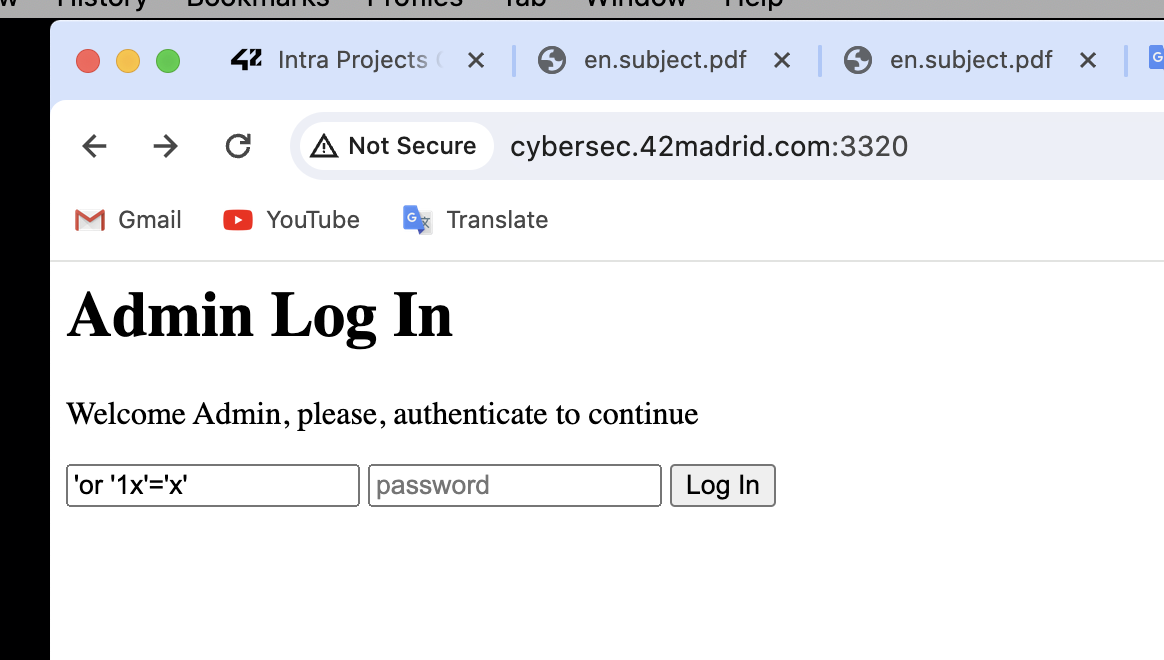 History Bookmarks Profiles Tab Window Help
42 Intra Projects en.subject.pdf en.subject.pdf
Not Secure cybersec.42madrid.com:3320
Gmail YouTube Translate
Admin Log In
Welcome Admin, please, authenticate to continue
'or '1x'='x' password Log In